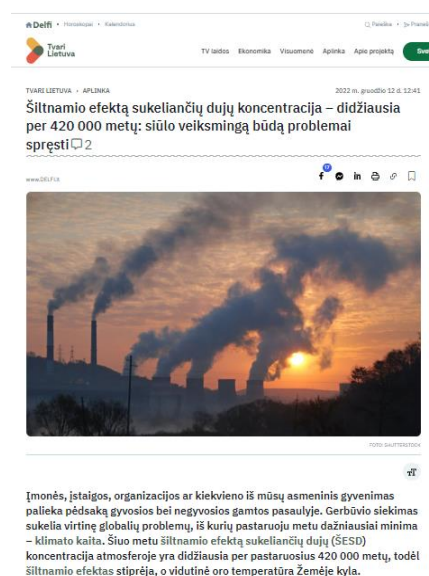 Delfi • Horoskopai • Kalendorius
Paieška •
Tvari
Lietuva
TV laidos Ekonomika Visuomenė Aplinka Apie projektą
TVARI LIETUVA • APLINKA
2022 m. gruodžio 12 d. 12:41
Šiltnamio efektą sukeliančių dujų koncentracija – didžiausia
per 420 000 metų: siūlo veiksmingą būdą problemai
spręsti 2
17
www.DELFI.lt
FOTO: SHUTTERSTOCK
Įmonės, įstaigos, organizacijos ar kiekvieno iš mūsų asmeninis gyvenimas
palieka pėdsaką gyvosios bei negyvosios gamtos pasaulyje. Gerbūvio siekimas
sukelia virtinę globalių problemų, iš kurių pastaruoju metu dažniausiai minima
– klimato kaita. Šiuo metu šiltnamio efektą sukeliančių dujų (ŠESD)
koncentracija atmosferoje yra didžiausia per pastaruosius 420 000 metų, todėl
šiltnamio efektas stiprėja, o vidutinė oro temperatūra Žemėje kyla.